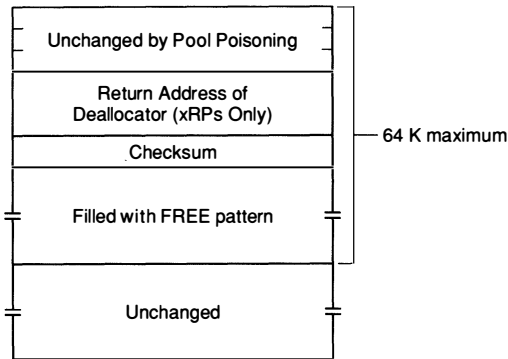 Unchanged by Pool Poisoning
Return Address of
Deallocator (xRPs Only)
64 K maximum
Checksum
Filled with FREE pattern
Unchanged